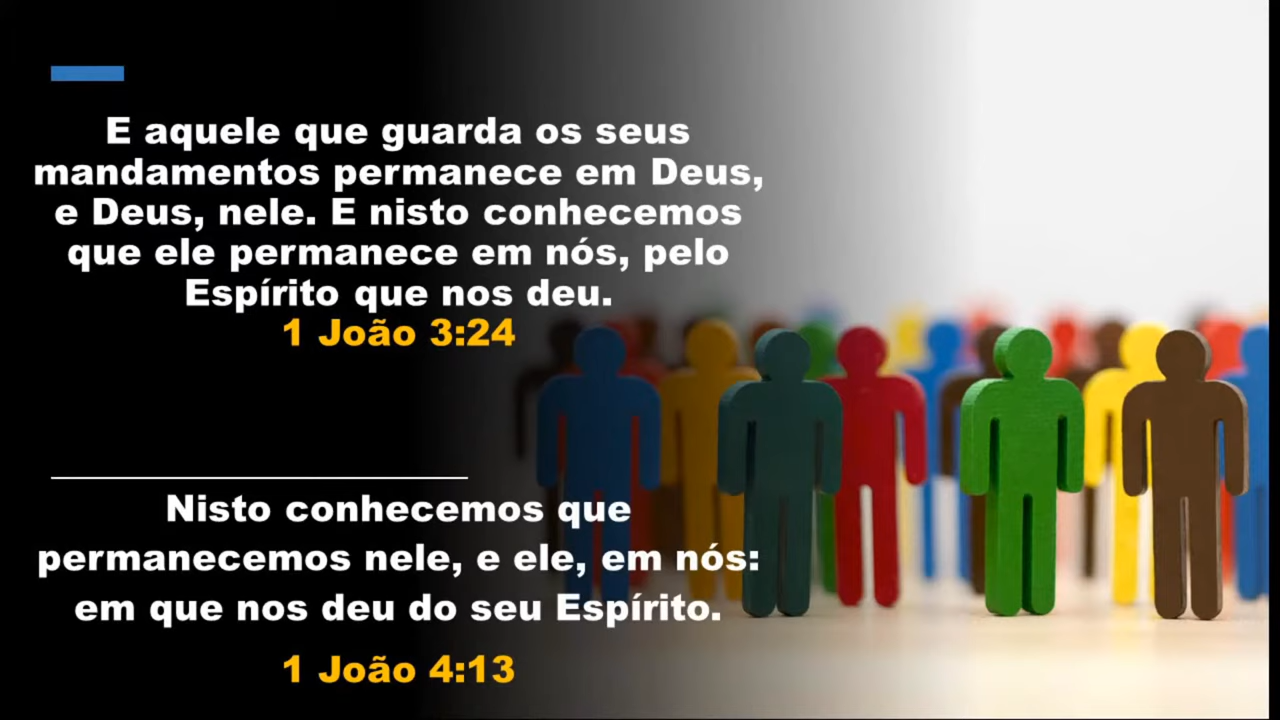 E aquele que guarda os seus
mandamentos permanece em Deus,
e Deus, nele. E nisto conhecemos
que ele permanece em nós, pelo
Espírito que nos deu.
1 João 3:24
Nisto conhecemos que
permanecemos nele, e ele, em nós:
em que nos deu do seu Espírito.
1 João 4:13